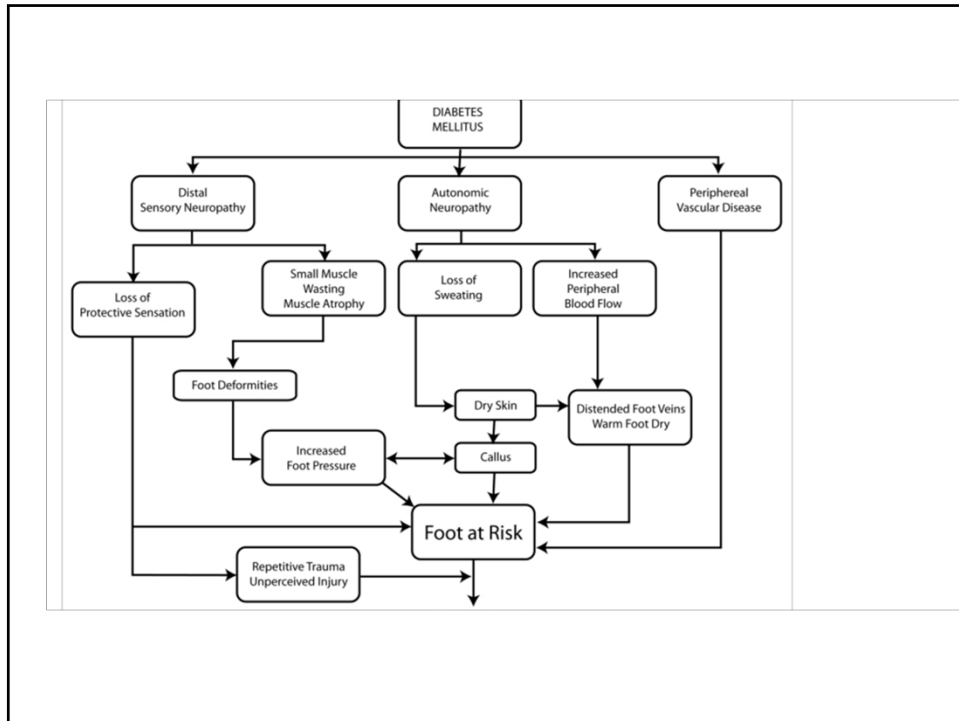 DIABETES
MELLITUS
Distal
Sensory Neuropathy
Autonomic
Neuropathy
Periphereal
Vascular Disease
Loss of
Protective Sensation
Small Muscle
Wasting
Muscle Atrophy
Loss of
Sweating
Increased
Peripheral
Blood Flow
Foot Deformities
Dry Skin
Distended Foot Veins
Warm Foot Dry
Increased
Foot Pressure
Callus
Foot at Risk
Repetitive Trauma
Unperceived Injury